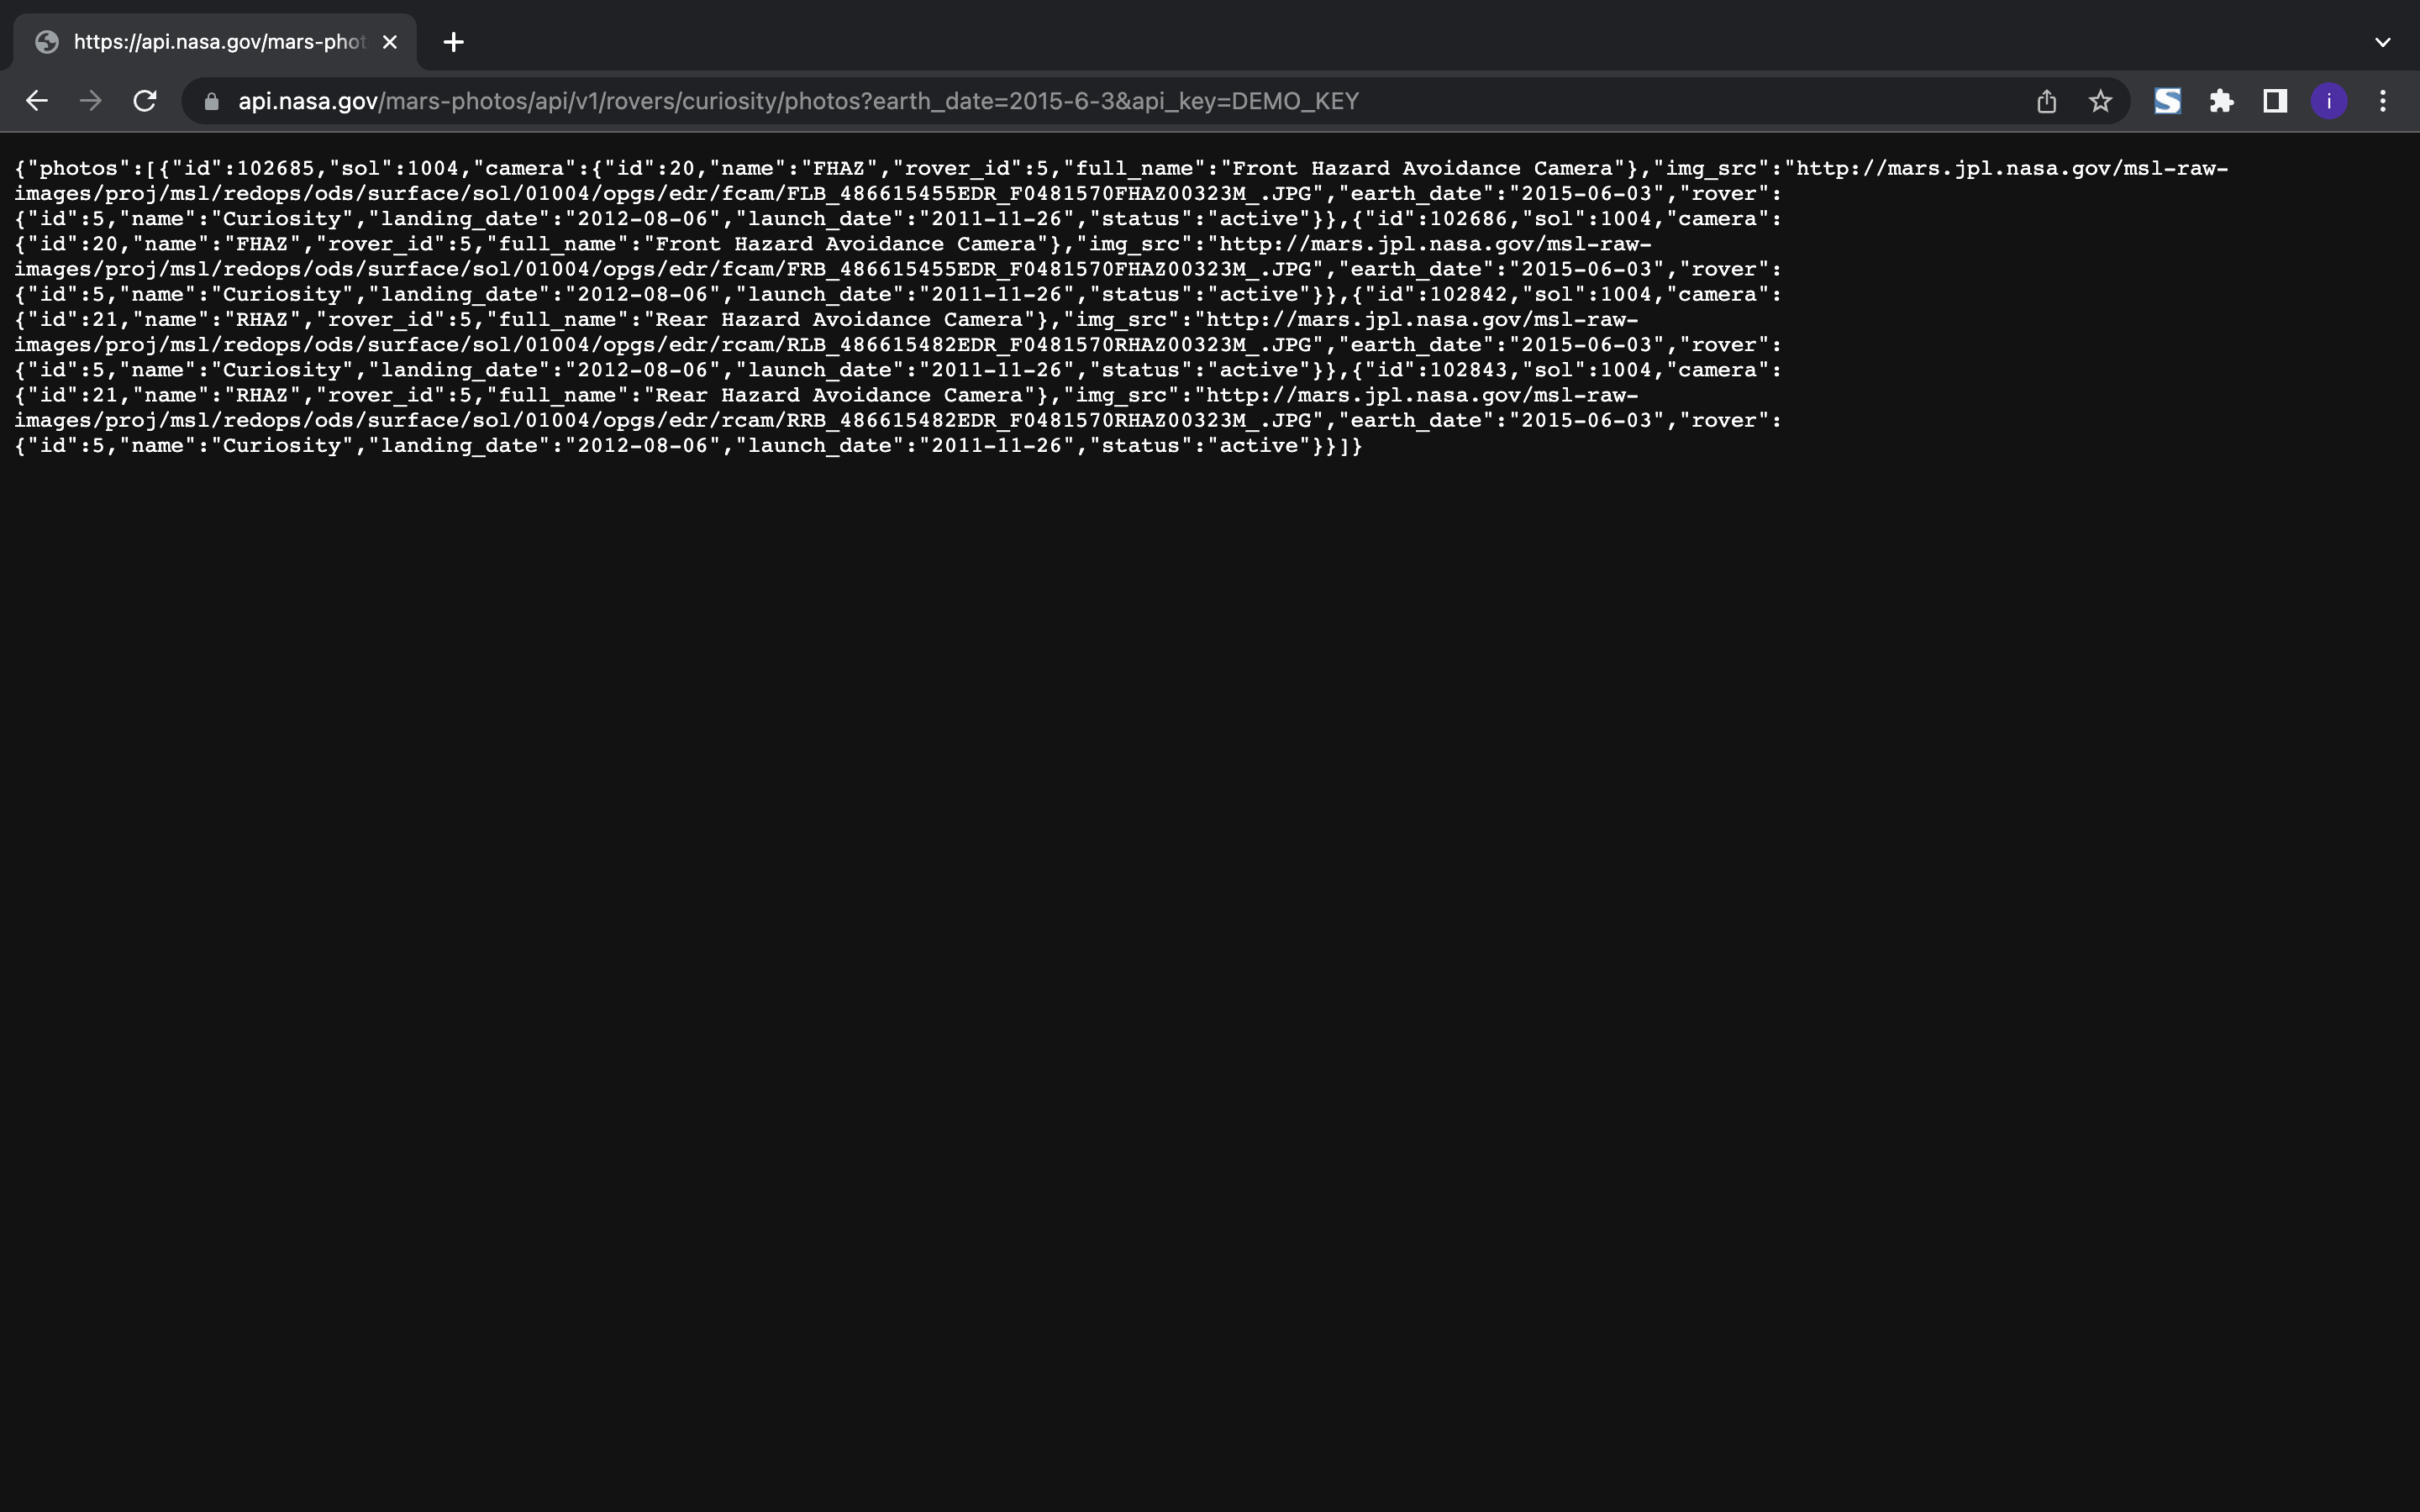 https://api.nasa.gov/mars-phot
api.nasa.gov/mars-photos/api/v1/rovers/curiosity/photos?earth_date=2015-6-3&api_key=DEMO_KEY
S
i
{"photos":[{"id":102685,"sol":1004,"camera":{"id":20,"name":"FHAZ","rover_id":5,"full_name":"Front Hazard Avoidance Camera"},"img_src":"http://mars.jpl.nasa.gov/msl-raw-
images/proj/msl/redops/ods/surface/sol/01004/opgs/edr/fcam/FLB_486615455EDR_F0481570FHAZ00323M_.JPG","earth_date":"2015-06-03","rover":
{"id":5,"name":"Curiosity","landing_date":"2012-08-06","launch_date":"2011-11-26","status":"active"}},{"id":102686,"sol":1004,"camera":
{"id":20,"name":"FHAZ","rover_id":5,"full_name":"Front Hazard Avoidance Camera"},"img_src":"http://mars.jpl.nasa.gov/msl-raw-
images/proj/msl/redops/ods/surface/sol/01004/opgs/edr/fcam/FRB_486615455EDR_F0481570FHAZ00323M_.JPG","earth_date":"2015-06-03","rover":
{"id":5,"name":"Curiosity","landing_date":"2012-08-06","launch_date":"2011-11-26","status":"active"}},{"id":102842,"sol":1004,"camera":
{"id":21,"name":"RHAZ","rover_id":5,"full_name":"Rear Hazard Avoidance Camera"},"img_src":"http://mars.jpl.nasa.gov/msl-raw-
images/proj/msl/redops/ods/surface/sol/01004/opgs/edr/rcam/RLB_486615482EDR_F0481570RHAZ00323M_.JPG","earth_date":"2015-06-03","rover":
{"id":5,"name":"Curiosity","landing_date":"2012-08-06","launch_date":"2011-11-26","status":"active"}},{"id":102843,"sol":1004,"camera":
{"id":21,"name":"RHAZ","rover_id":5,"full_name":"Rear Hazard Avoidance Camera"},"img_src":"http://mars.jpl.nasa.gov/msl-raw-
images/proj/msl/redops/ods/surface/sol/01004/opgs/edr/rcam/RRB_486615482EDR_F0481570RHAZ00323M_.JPG","earth_date":"2015-06-03","rover":
{"id":5,"name":"Curiosity","landing_date":"2012-08-06","launch_date":"2011-11-26","status":"active"}}]}